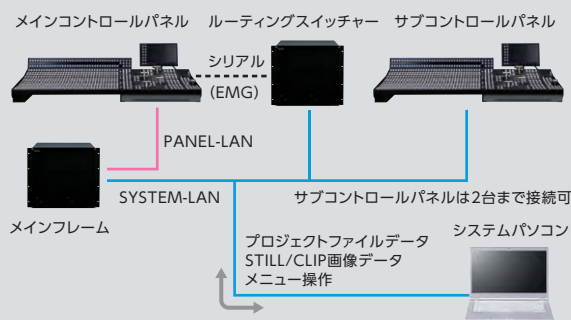 メインコントロールパネル
ルーティングスイッチャー
サブコントロールパネル
シリアル
(EMG)
PANEL-LAN
SYSTEM-LAN
サブコントロールパネルは2台まで接続可
メインフレーム
システムパソコン
プロジェクトファイルデータ
STILL/CLIP画像データ
メニュー操作